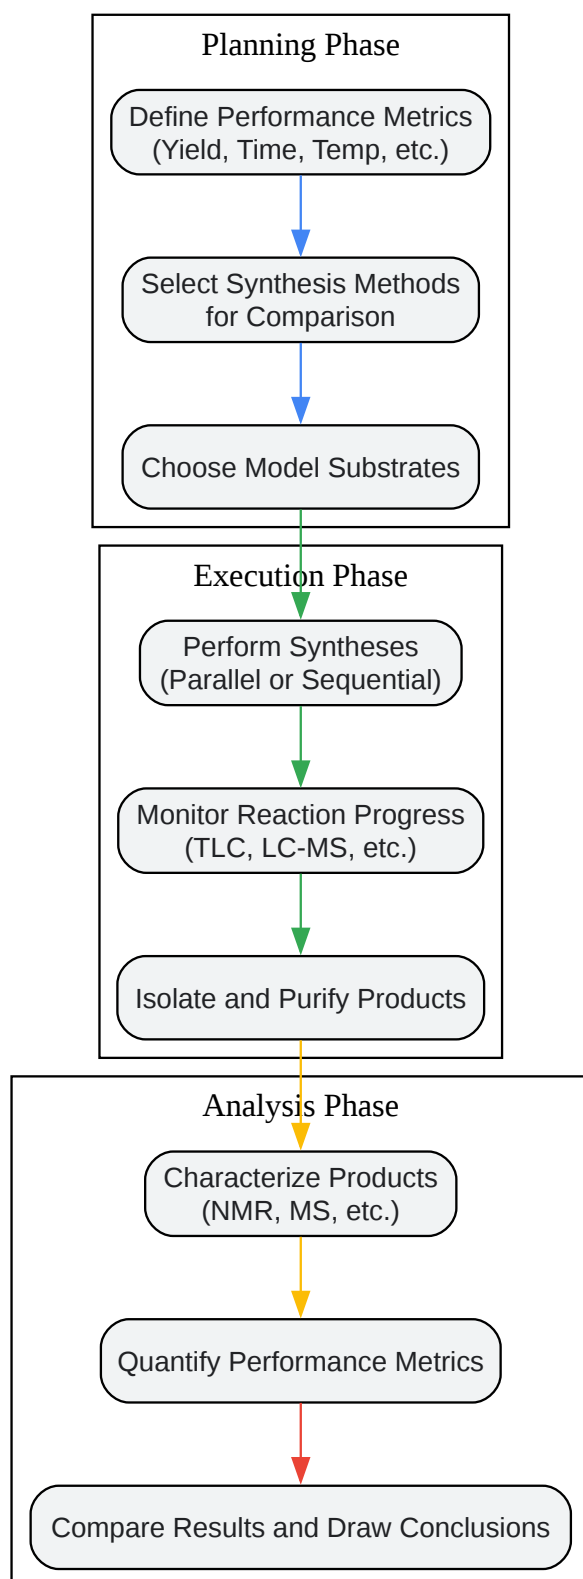 Planning Phase
Define Performance Metrics
(Yield, Time, Temp, etc.)
Select Synthesis Methods
for Comparison
Choose Model Substrates
Execution Phase
Perform Syntheses
(Parallel or Sequential)
Monitor Reaction Progress
(TLC, LC-MS, etc.)
Isolate and Purify Products
Analysis Phase
Characterize Products
(NMR, MS, etc.)
Quantify Performance Metrics
Compare Results and Draw Conclusions